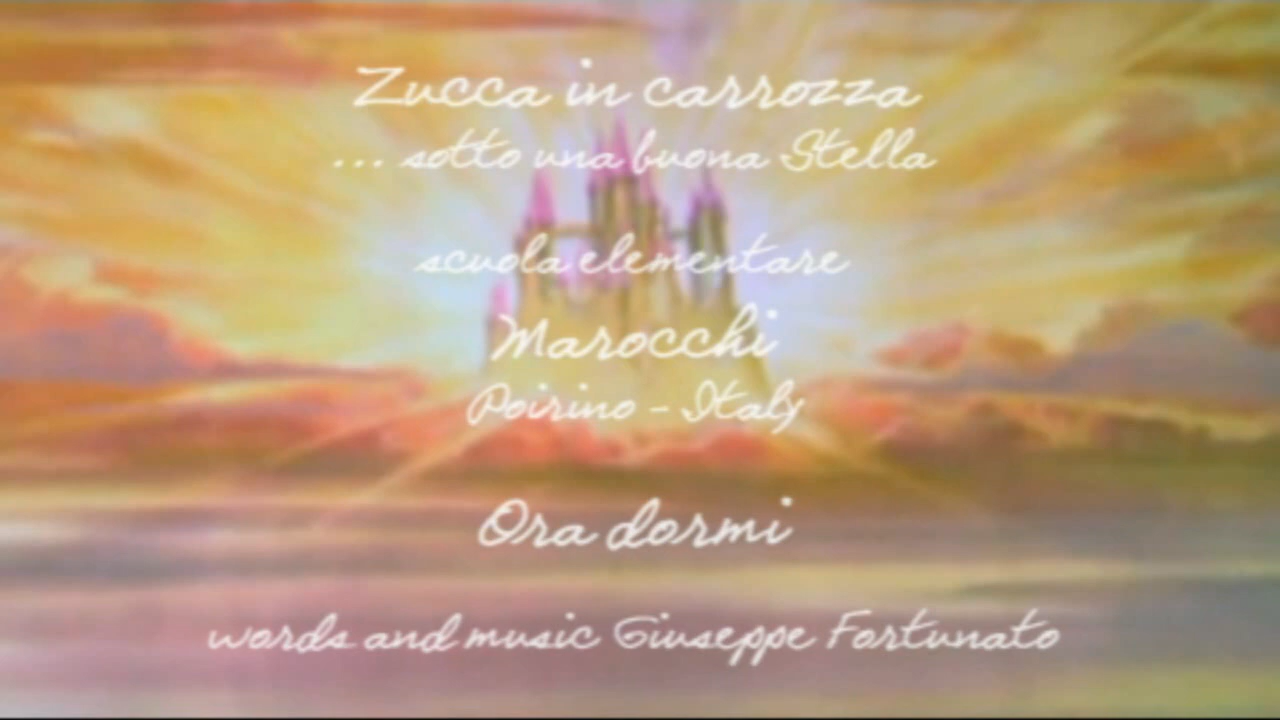 Zucca in carrozza
... sotto una buona Stella
scuola elementare
Marocchi
Poirino - Italy
Ora dormi
words and music Giuseppe Fortunato